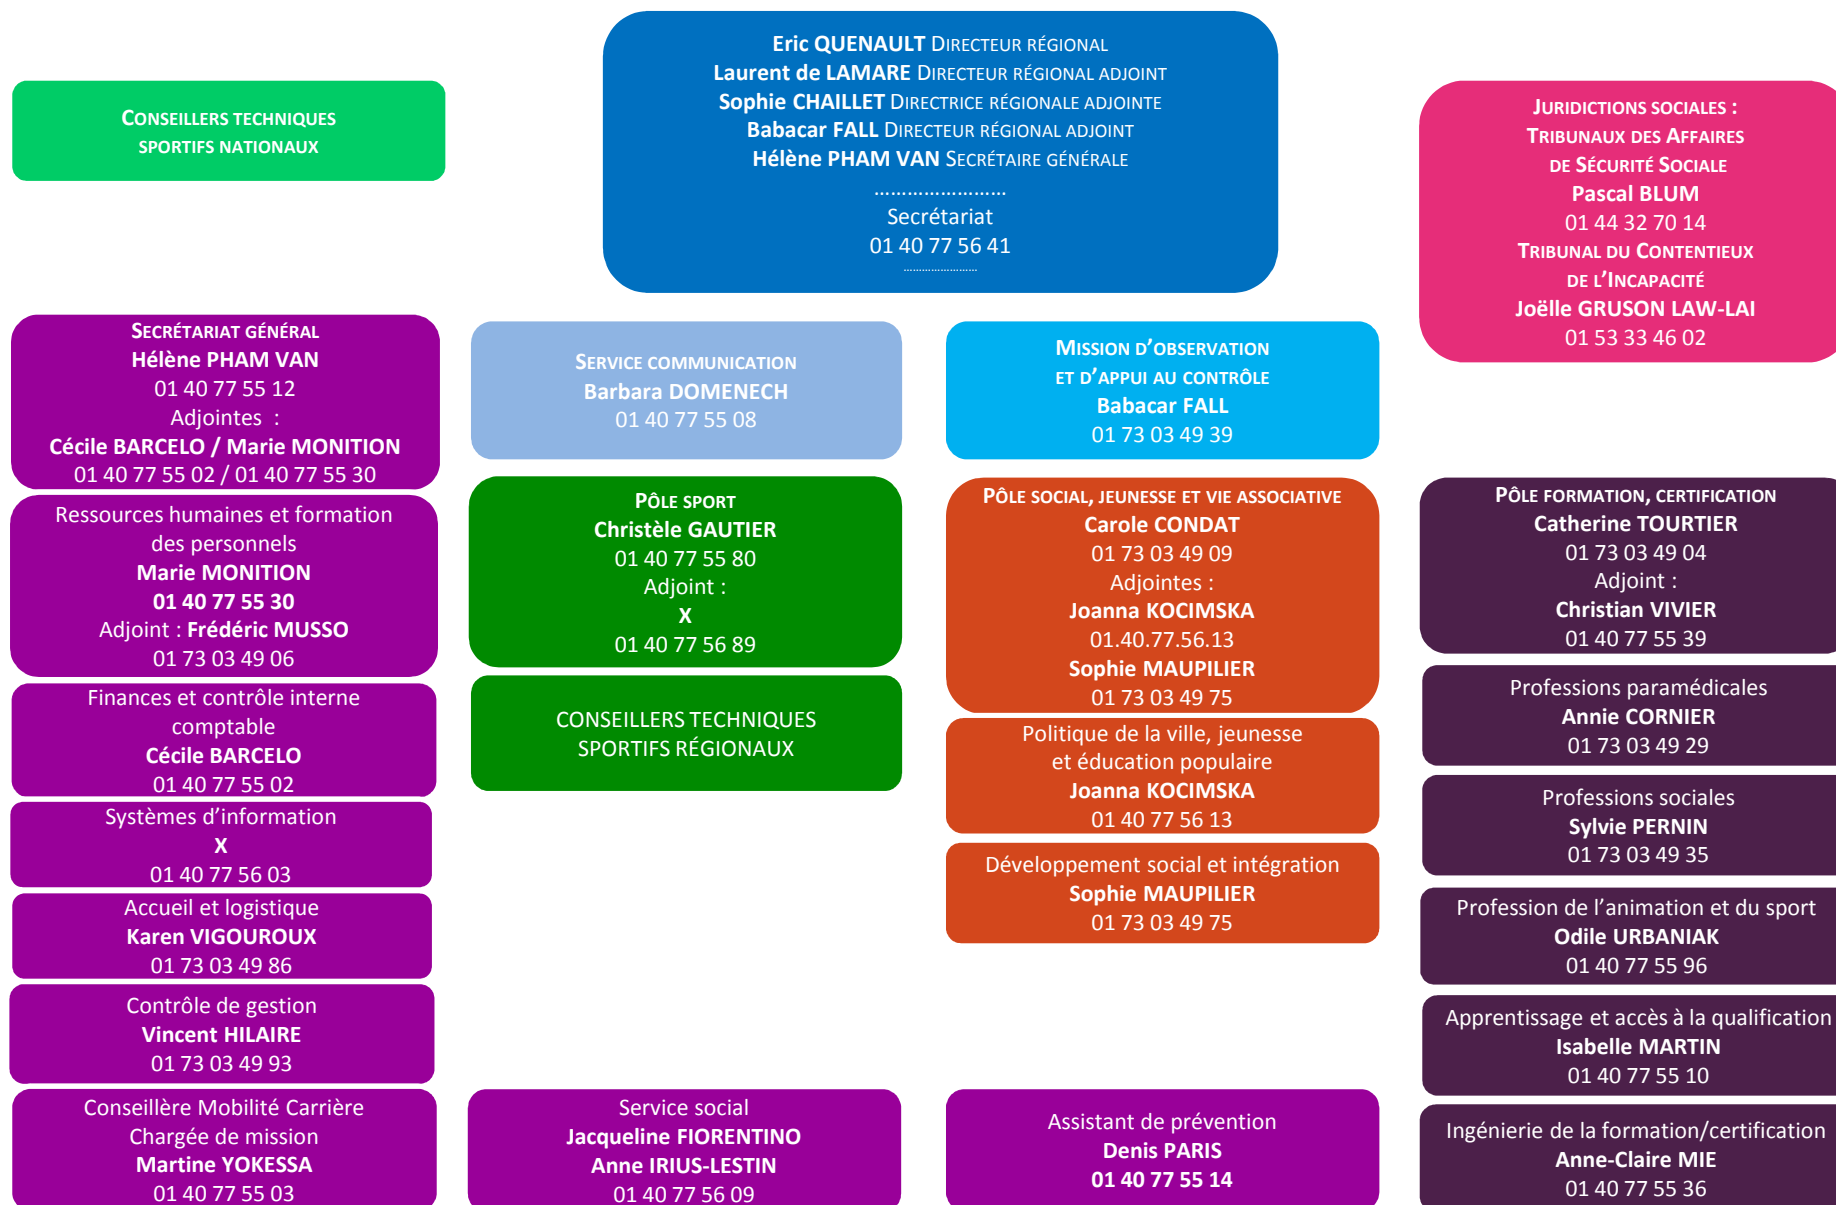 Eric QUENAULT DIRECTEUR RÉGIONAL
Laurent de LAMARE DIRECTEUR RÉGIONAL ADJOINT
Sophie CHAILLET DIRECTRICE RÉGIONALE ADJOINTE
Babacar FALL DIRECTEUR RÉGIONAL ADJOINT
Hélène PHAM VAN SECRÉTAIRE GÉNÉRALE
........................
Secrétariat
01 40 77 56 41
........................
CONSEILLERS TECHNIQUES
SPORTIFS NATIONAUX
JURIDICTIONS SOCIALES :
TRIBUNAUX DES AFFAIRES
DE SÉCURITÉ SOCIALE
Pascal BLUM
01 44 32 70 14
TRIBUNAL DU CONTENTIEUX
DE L’INCAPACITÉ
Joëlle GRUSON LAW-LAI
01 53 33 46 02
SECRÉTARIAT GÉNÉRAL
Hélène PHAM VAN
01 40 77 55 12
Adjointes :
Cécile BARCELO / Marie MONITION
01 40 77 55 02 / 01 40 77 55 30
Ressources humaines et formation
des personnels
Marie MONITION
01 40 77 55 30
Adjoint : Frédéric MUSSO
01 73 03 49 06
Finances et contrôle interne
comptable
Cécile BARCELO
01 40 77 55 02
Systèmes d’information
X
01 40 77 56 03
Accueil et logistique
Karen VIGOUROUX
01 73 03 49 86
Contrôle de gestion
Vincent HILAIRE
01 73 03 49 93
Conseillère Mobilité Carrière
Chargée de mission
Martine YOKESSA
01 40 77 55 03
SERVICE COMMUNICATION
Barbara DOMENECH
01 40 77 55 08
PÔLE SPORT
Christèle GAUTIER
01 40 77 55 80
Adjoint :
X
01 40 77 56 89
CONSEILLERS TECHNIQUES
SPORTIFS RÉGIONAUX
Service social
Jacqueline FIORENTINO
Anne IRIUS-LESTIN
01 40 77 56 09
MISSION D’OBSERVATION
ET D’APPUI AU CONTRÔLE
Babacar FALL
01 73 03 49 39
PÔLE SOCIAL, JEUNESSE ET VIE ASSOCIATIVE
Carole CONDAT
01 73 03 49 09
Adjointes :
Joanna KOCIMSKA
01.40.77.56.13
Sophie MAUPILIER
01 73 03 49 75
Politique de la ville, jeunesse
et éducation populaire
Joanna KOCIMSKA
01 40 77 56 13
Développement social et intégration
Sophie MAUPILIER
01 73 03 49 75
Assistant de prévention
Denis PARIS
01 40 77 55 14
PÔLE FORMATION, CERTIFICATION
Catherine TOURTIER
01 73 03 49 04
Adjoint :
Christian VIVIER
01 40 77 55 39
Professions paramédicales
Annie CORNIER
01 73 03 49 29
Professions sociales
Sylvie PERNIN
01 73 03 49 35
Profession de l’animation et du sport
Odile URBANIAK
01 40 77 55 96
Apprentissage et accès à la qualification
Isabelle MARTIN
01 40 77 55 10
Ingénierie de la formation/certification
Anne-Claire MIE
01 40 77 55 36